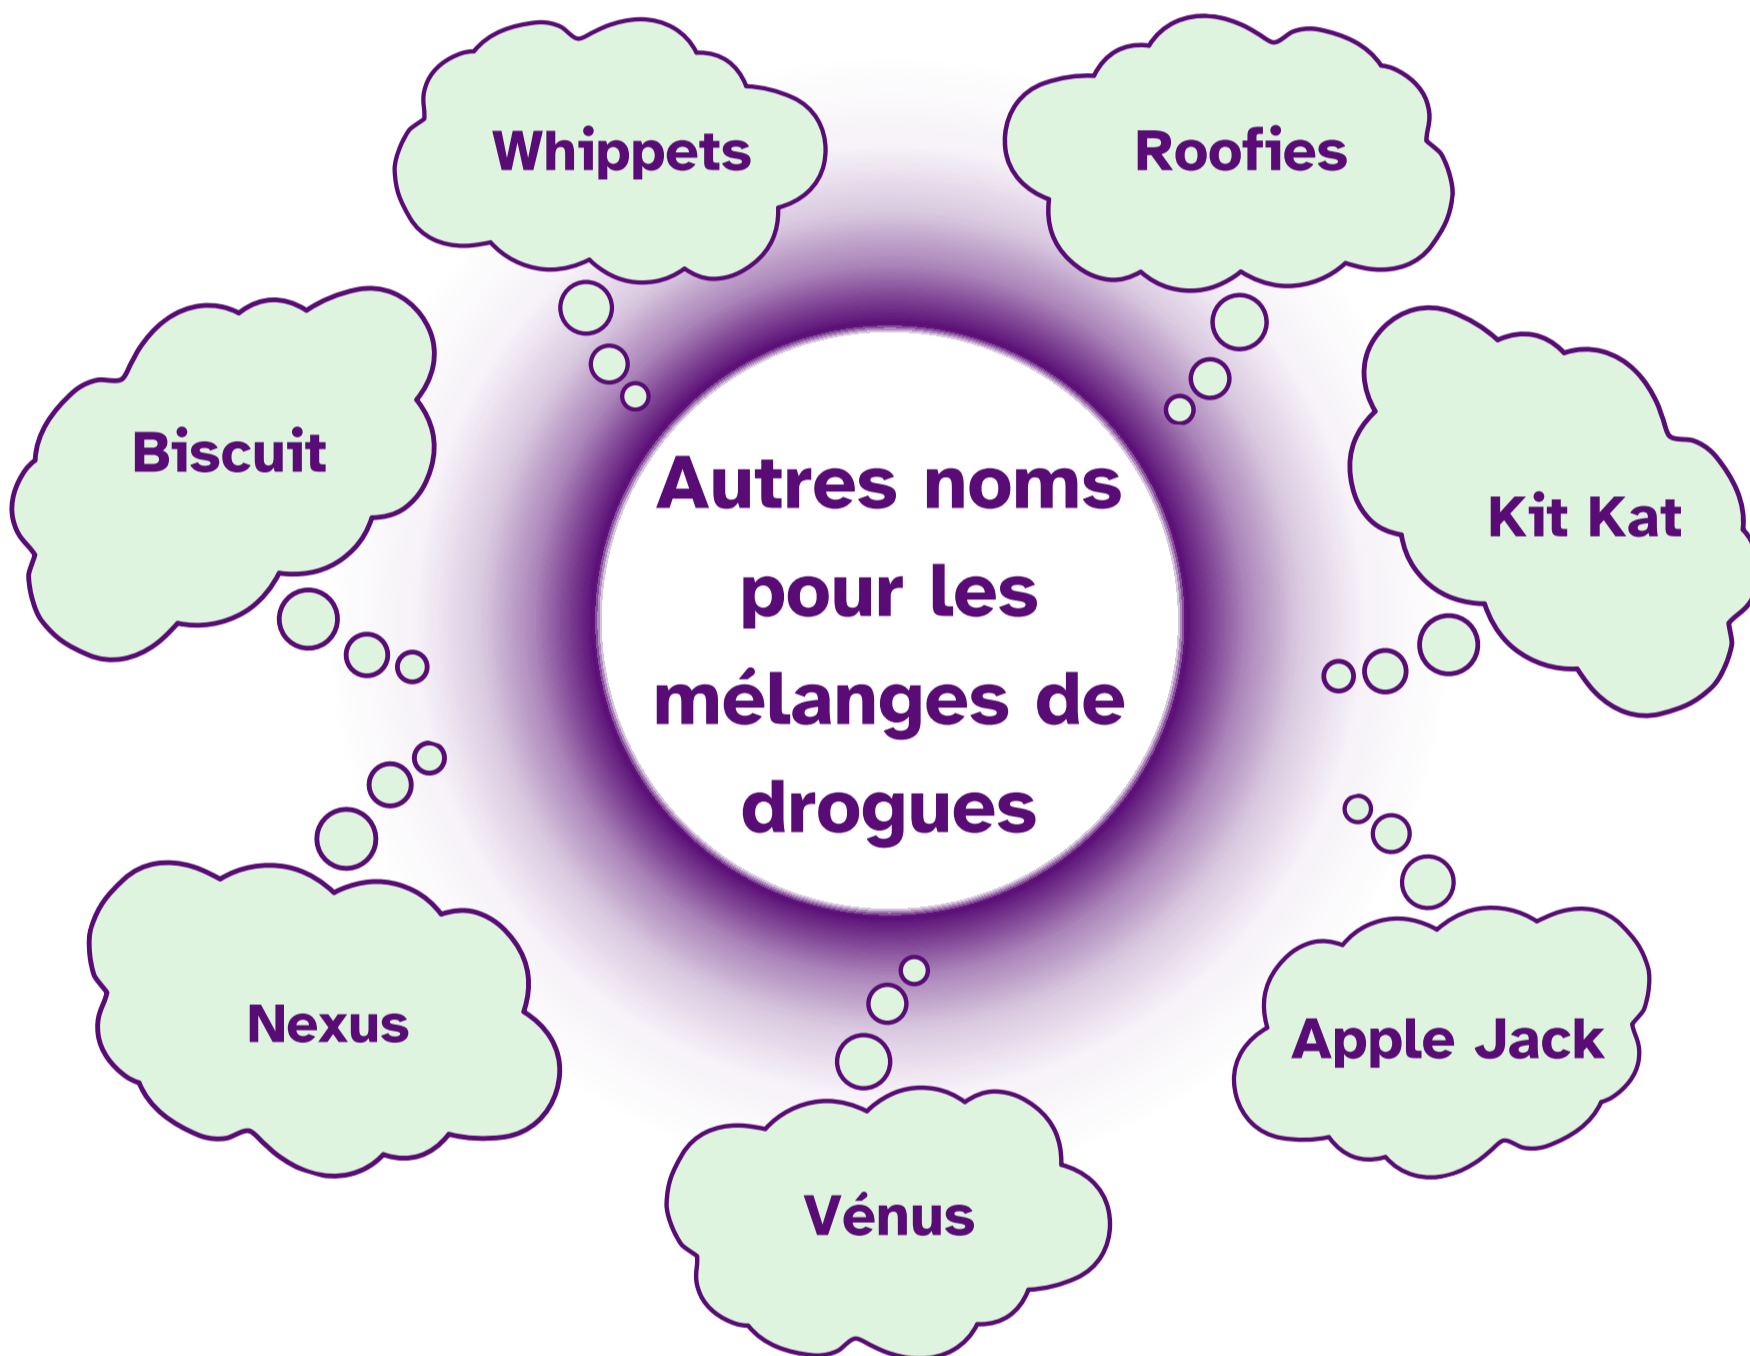 Whippets
Roofies
Biscuit
Kit Kat
Autres noms
pour les
mélanges de
drogues
Nexus
Apple Jack
Vénus